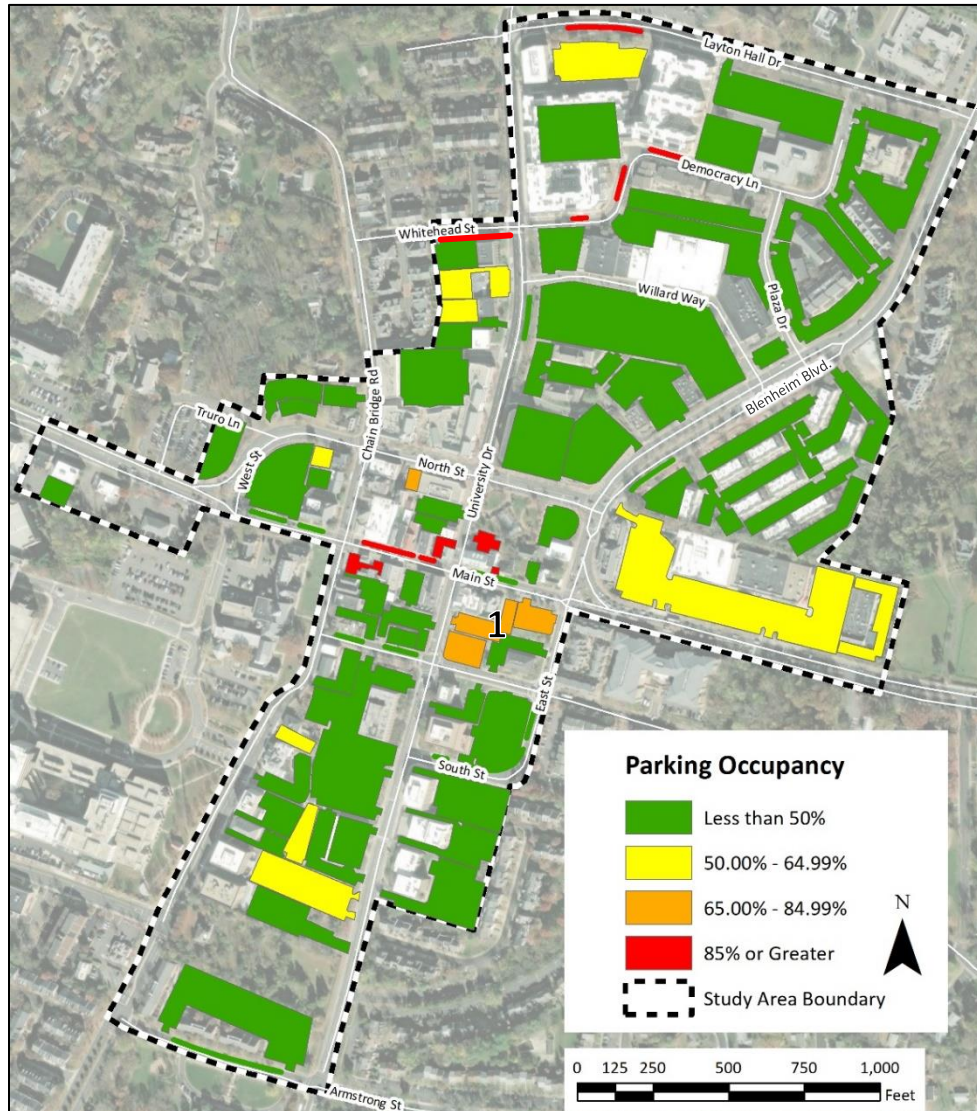 Layton Hall Dr
Democracy Ln
Whitehead St
Willard Way
Plaza Dr
Blenheim Blvd.
Chain Bridge Rd
Truro Ln
West St
North St
University Dr
Main St
1
East St
South St
Armstrong St
Parking Occupancy
Less than 50%
50.00% - 64.99%
65.00% - 84.99%
85% or Greater
Study Area Boundary
N
0 125 250 500 750 1,000
Feet